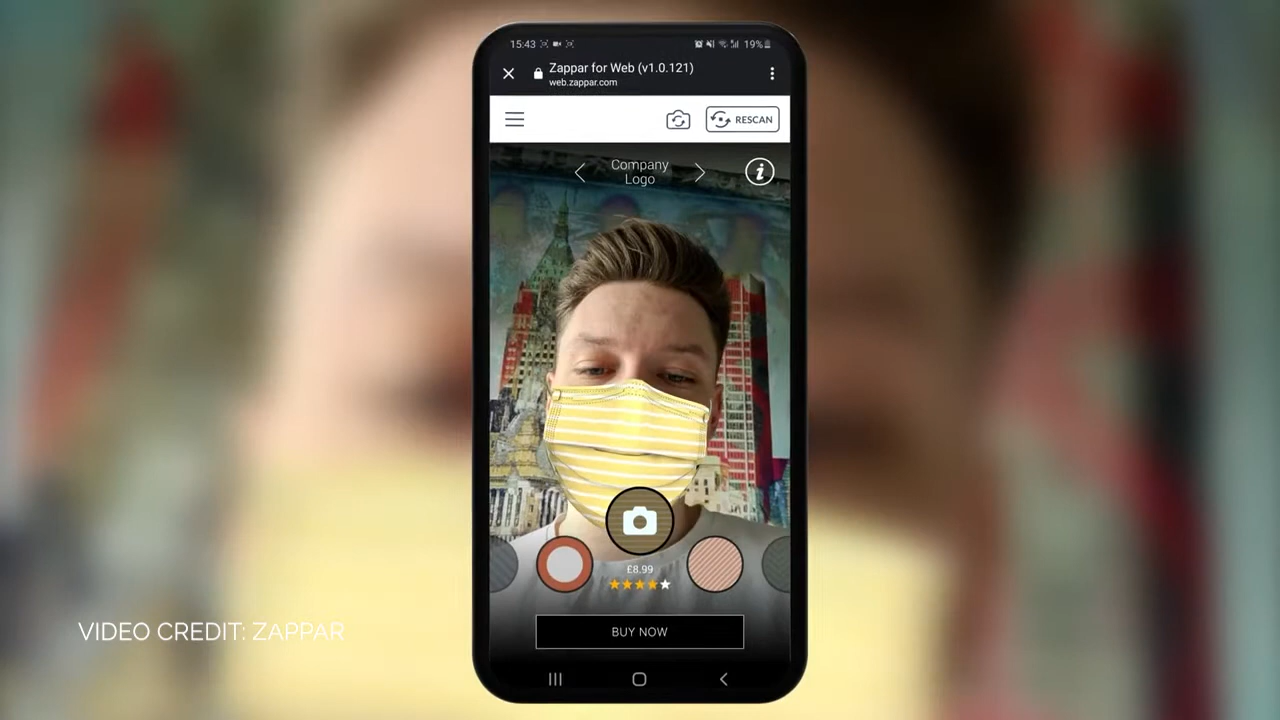 15:43
19%
Zappar for Web (v1.0.121)
web.zappar.com
RESCAN
Company
Logo
i
£8.99
BUY NOW
VIDEO CREDIT: ZAPPAR